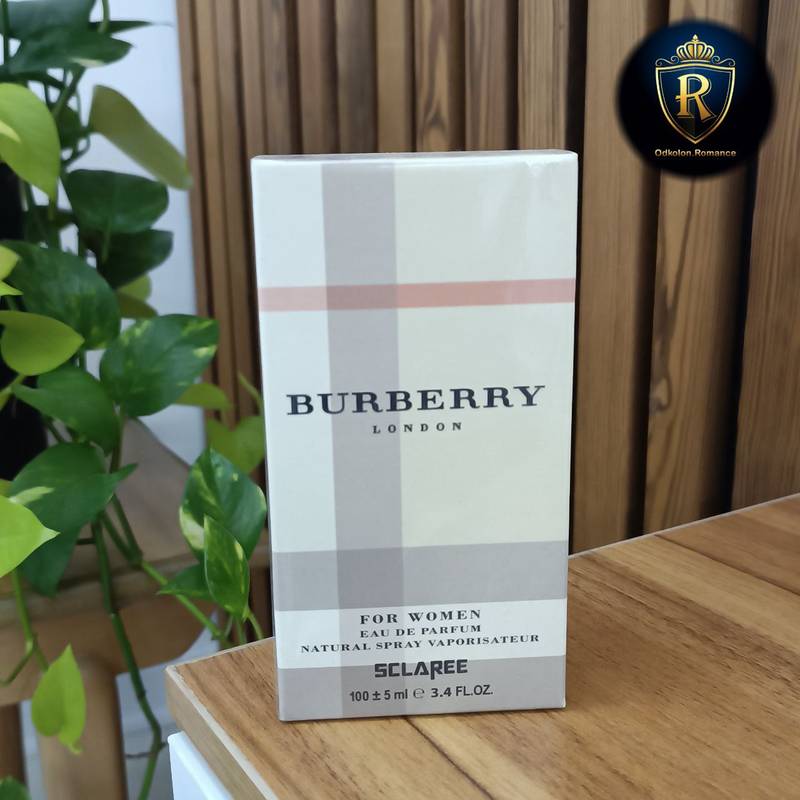 R
Odkolon.Romance
BURBERRY
LONDON
FOR WOMEN
EAU DE PARFUM
NATURAL SPRAY VAPORISATEUR
SCLAREE
100 ± 5 ml ℮ 3.4 FL.OZ.